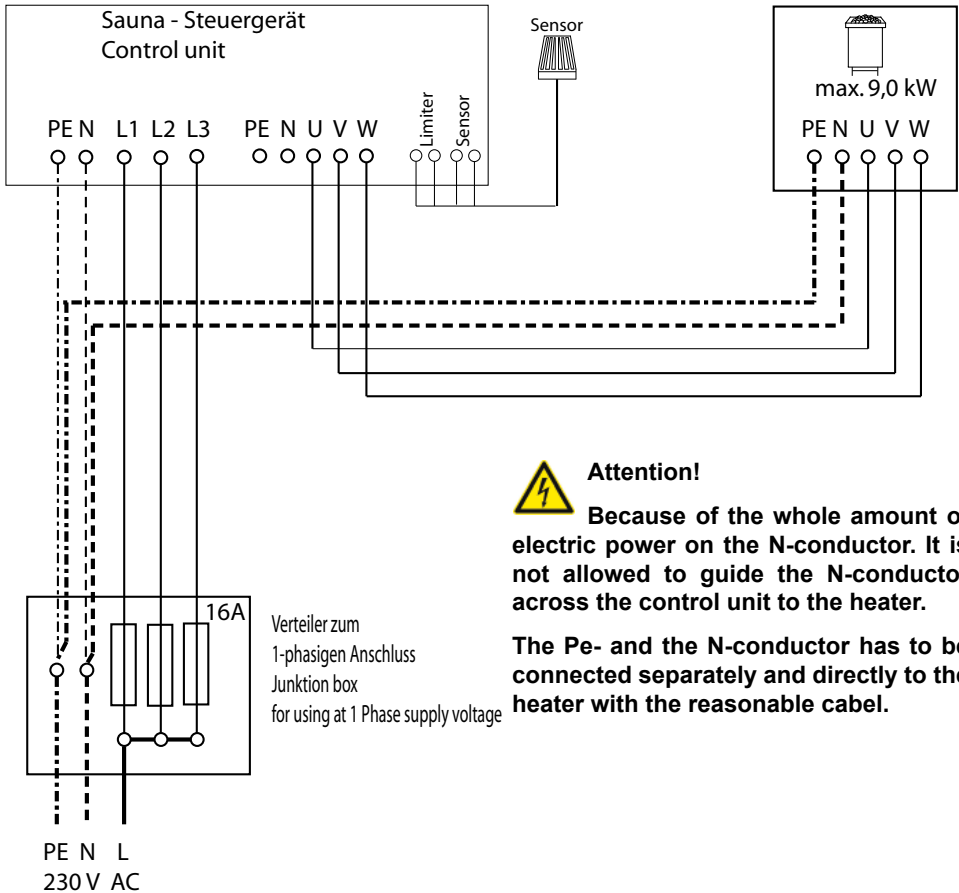 Sauna - Steuergerät
Control unit
PE N L1 L2 L3 PE N U V W
Limiter
Sensor
Sensor
max. 9,0 kW
PE N U V W
16A
Verteiler zum
1-phasigen Anschluss
Junktion box
for using at 1 Phase supply voltage
Attention!
Because of the whole amount o
electric power on the N-conductor. It is
not allowed to guide the N-conducto
across the control unit to the heater.
The Pe- and the N-conductor has to be
connected separately and directly to the
heater with the reasonable cabel.
PE N L
230 V AC